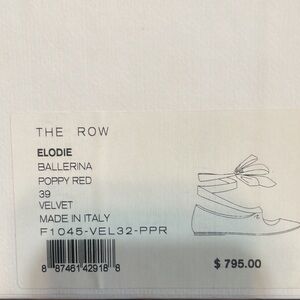 THE ROW
ELODIE
BALLERINA
POPPY RED
39
VELVET
MADE IN ITALY
F1045-VEL32-PPR
8 87461 42918 8
$ 795.00